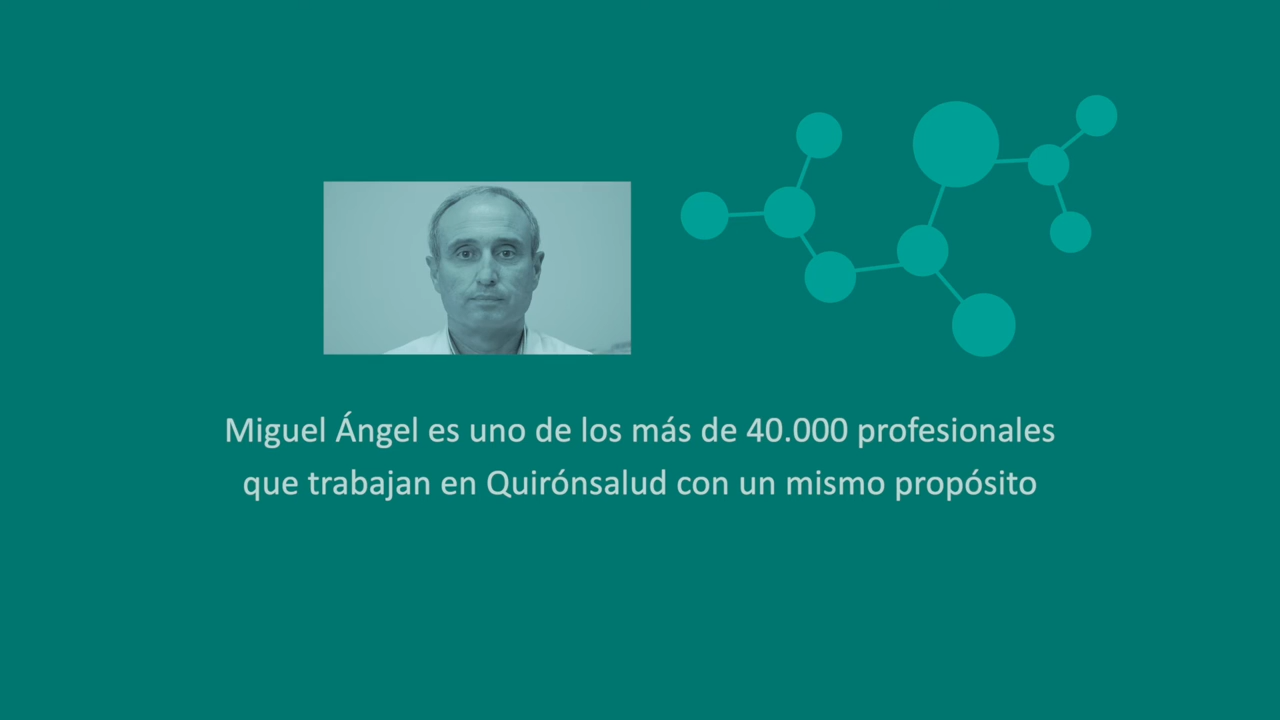 Miguel Ángel es uno de los más de 40.000 profesionales
que trabajan en Quirónsalud con un mismo propósito